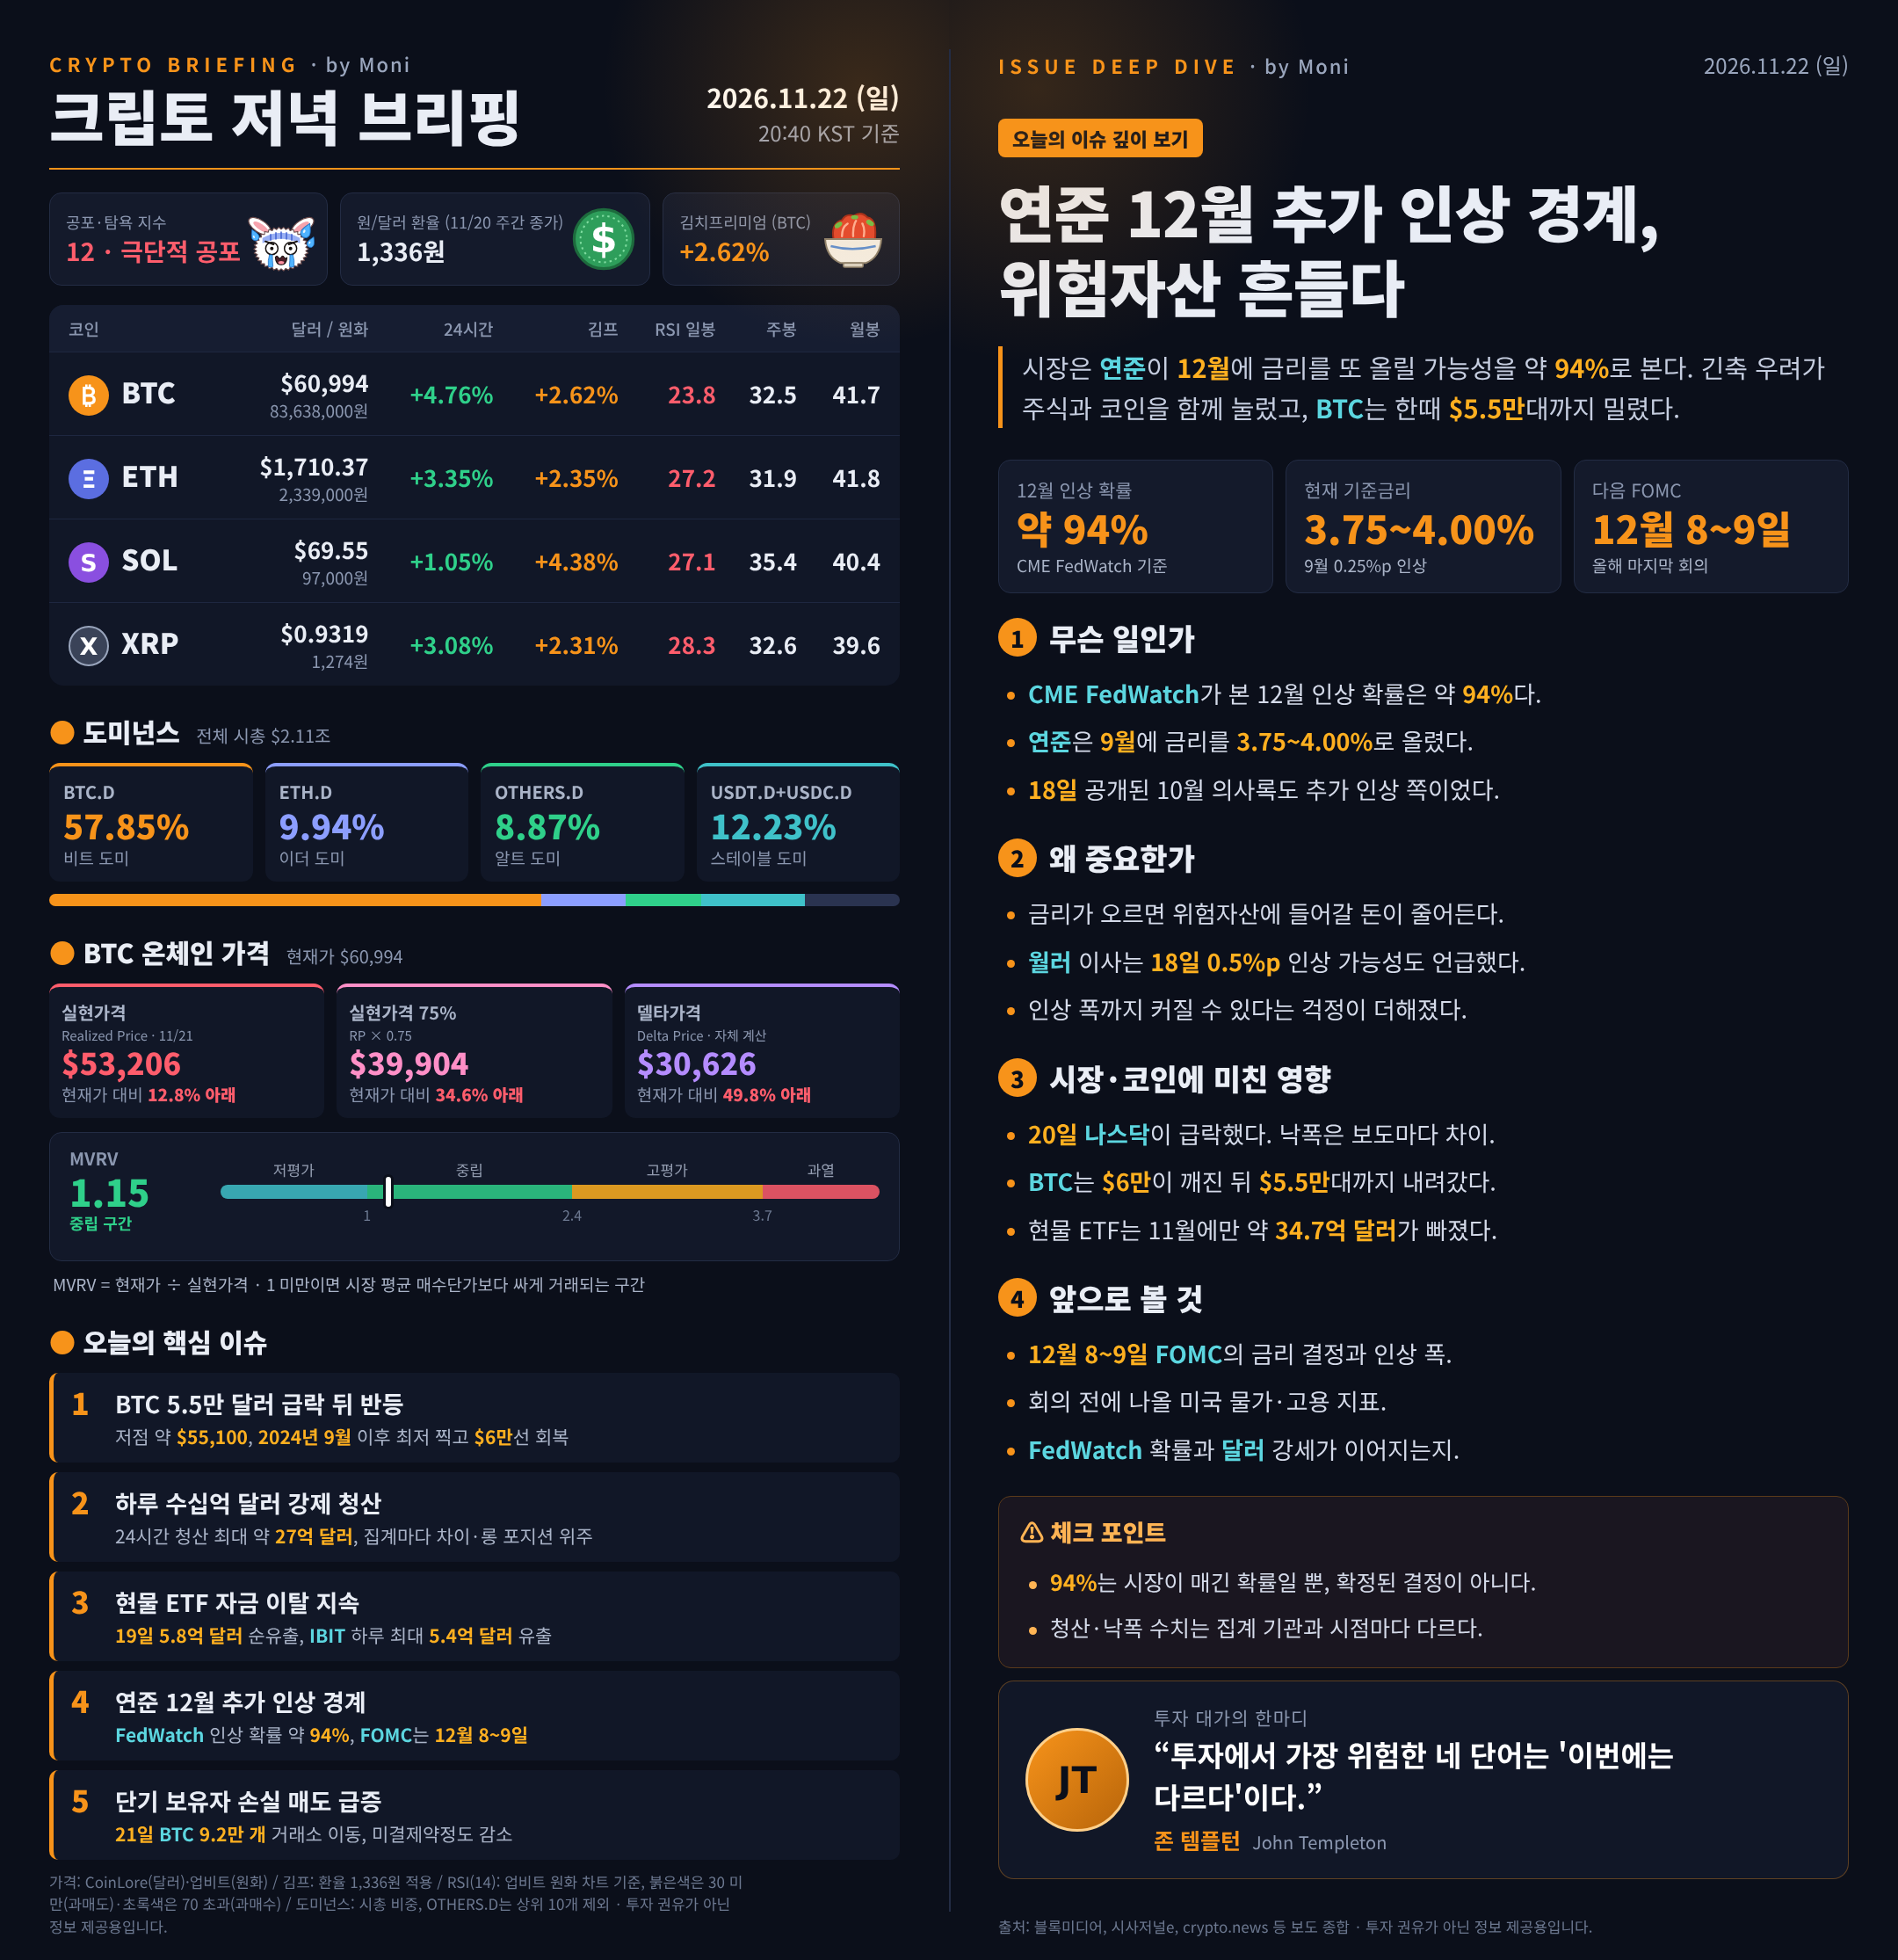 CRYPTO BRIEFING · by Moni
크립토 저녁 브리핑
2026.11.22 (일)
20:40 KST 기준
공포·탐욕 지수
12 · 극단적 공포
원/달러 환율 (11/20 주간 종가)
1,336원
$
김치프리미엄 (BTC)
+2.62%
코인 달러 / 원화 24시간 김프 RSI 일봉 주봉 월봉
₿ BTC $60,994 +4.76% +2.62% 23.8 32.5 41.7
83,638,000원
Ξ ETH $1,710.37 +3.35% +2.35% 27.2 31.9 41.8
2,339,000원
S SOL $69.55 +1.05% +4.38% 27.1 35.4 40.4
97,000원
X XRP $0.9319 +3.08% +2.31% 28.3 32.6 39.6
1,274원
도미넌스 전체 시총 $2.11조
BTC.D
57.85%
비트 도미
ETH.D
9.94%
이더 도미
OTHERS.D
8.87%
알트 도미
USDT.D+USDC.D
12.23%
스테이블 도미
BTC 온체인 가격 현재가 $60,994
실현가격
Realized Price · 11/21
$53,206
현재가 대비 12.8% 아래
실현가격 75%
RP × 0.75
$39,904
현재가 대비 34.6% 아래
델타가격
Delta Price · 자체 계산
$30,626
현재가 대비 49.8% 아래
MVRV
1.15
중립 구간
저평가 중립 고평가 과열
1 2.4 3.7
MVRV = 현재가 ÷ 실현가격 · 1 미만이면 시장 평균 매수단가보다 싸게 거래되는 구간
오늘의 핵심 이슈
1 BTC 5.5만 달러 급락 뒤 반등
저점 약 $55,100, 2024년 9월 이후 최저 찍고 $6만선 회복
2 하루 수십억 달러 강제 청산
24시간 청산 최대 약 27억 달러, 집계마다 차이·롱 포지션 위주
3 현물 ETF 자금 이탈 지속
19일 5.8억 달러 순유출, IBIT 하루 최대 5.4억 달러 유출
4 연준 12월 추가 인상 경계
FedWatch 인상 확률 약 94%, FOMC는 12월 8~9일
5 단기 보유자 손실 매도 급증
21일 BTC 9.2만 개 거래소 이동, 미결제약정도 감소
가격: CoinLore(달러)·업비트(원화) / 김프: 환율 1,336원 적용 / RSI(14): 업비트 원화 차트 기준, 붉은색은 30 미
만(과매도)·초록색은 70 초과(과매수) / 도미넌스: 시총 비중, OTHERS.D는 상위 10개 제외 · 투자 권유가 아닌
정보 제공용입니다.
ISSUE DEEP DIVE · by Moni
2026.11.22 (일)
오늘의 이슈 깊이 보기
연준 12월 추가 인상 경계,
위험자산 흔들다
시장은 연준이 12월에 금리를 또 올릴 가능성을 약 94%로 본다. 긴축 우려가
주식과 코인을 함께 눌렀고, BTC는 한때 $5.5만대까지 밀렸다.
12월 인상 확률
약 94%
CME FedWatch 기준
현재 기준금리
3.75~4.00%
9월 0.25%p 인상
다음 FOMC
12월 8~9일
올해 마지막 회의
1 무슨 일인가
• CME FedWatch가 본 12월 인상 확률은 약 94%다.
• 연준은 9월에 금리를 3.75~4.00%로 올렸다.
• 18일 공개된 10월 의사록도 추가 인상 쪽이었다.
2 왜 중요한가
• 금리가 오르면 위험자산에 들어갈 돈이 줄어든다.
• 월러 이사는 18일 0.5%p 인상 가능성도 언급했다.
• 인상 폭까지 커질 수 있다는 걱정이 더해졌다.
3 시장·코인에 미친 영향
• 20일 나스닥이 급락했다. 낙폭은 보도마다 차이.
• BTC는 $6만이 깨진 뒤 $5.5만대까지 내려갔다.
• 현물 ETF는 11월에만 약 34.7억 달러가 빠졌다.
4 앞으로 볼 것
• 12월 8~9일 FOMC의 금리 결정과 인상 폭.
• 회의 전에 나올 미국 물가·고용 지표.
• FedWatch 확률과 달러 강세가 이어지는지.
⚠ 체크 포인트
• 94%는 시장이 매긴 확률일 뿐, 확정된 결정이 아니다.
• 청산·낙폭 수치는 집계 기관과 시점마다 다르다.
JT
투자 대가의 한마디
“투자에서 가장 위험한 네 단어는 '이번에는
다르다'이다.”
존 템플턴 John Templeton
출처: 블록미디어, 시사저널e, crypto.news 등 보도 종합 · 투자 권유가 아닌 정보 제공용입니다.